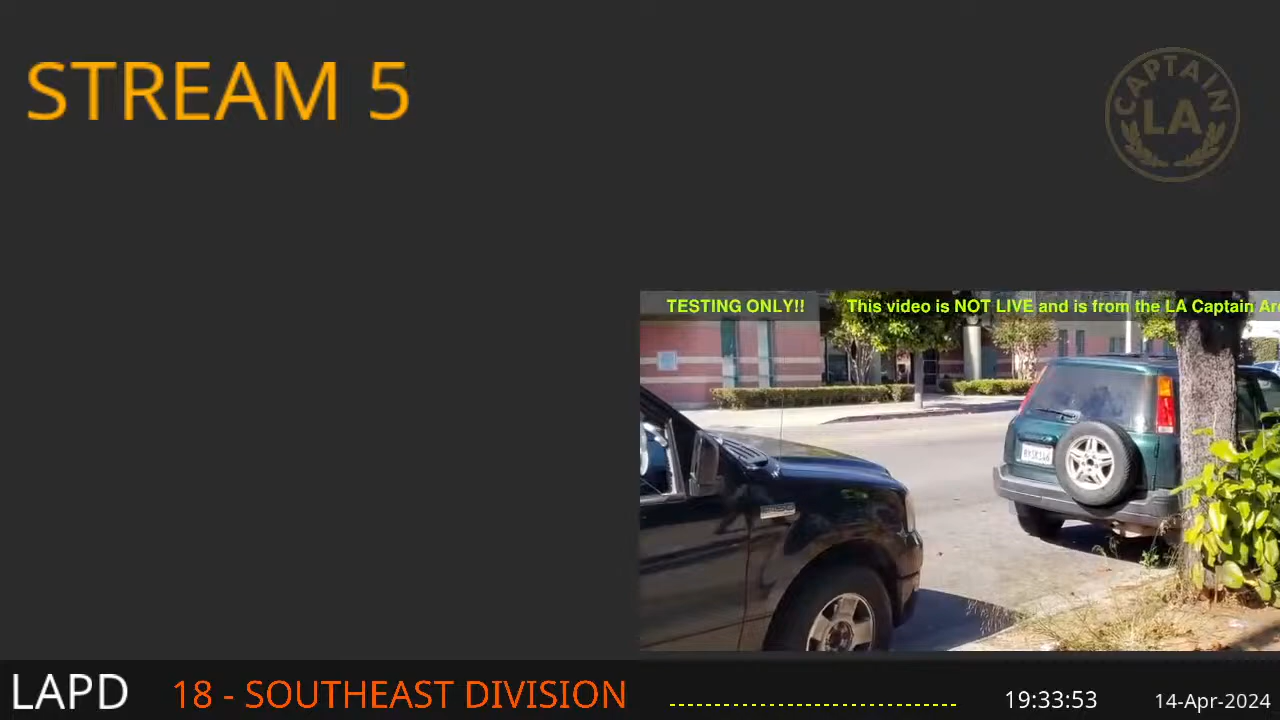 STREAM 5
CAPTAIN
LA
TESTING ONLY!! This video is NOT LIVE and is from the LA Captain
LAPD 18 - SOUTHEAST DIVISION ------------------------------ 19:33:53 14-Apr-2024